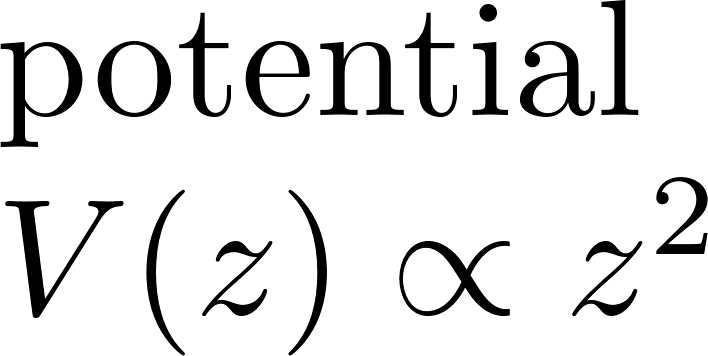 potential
V(z) ∝ z²